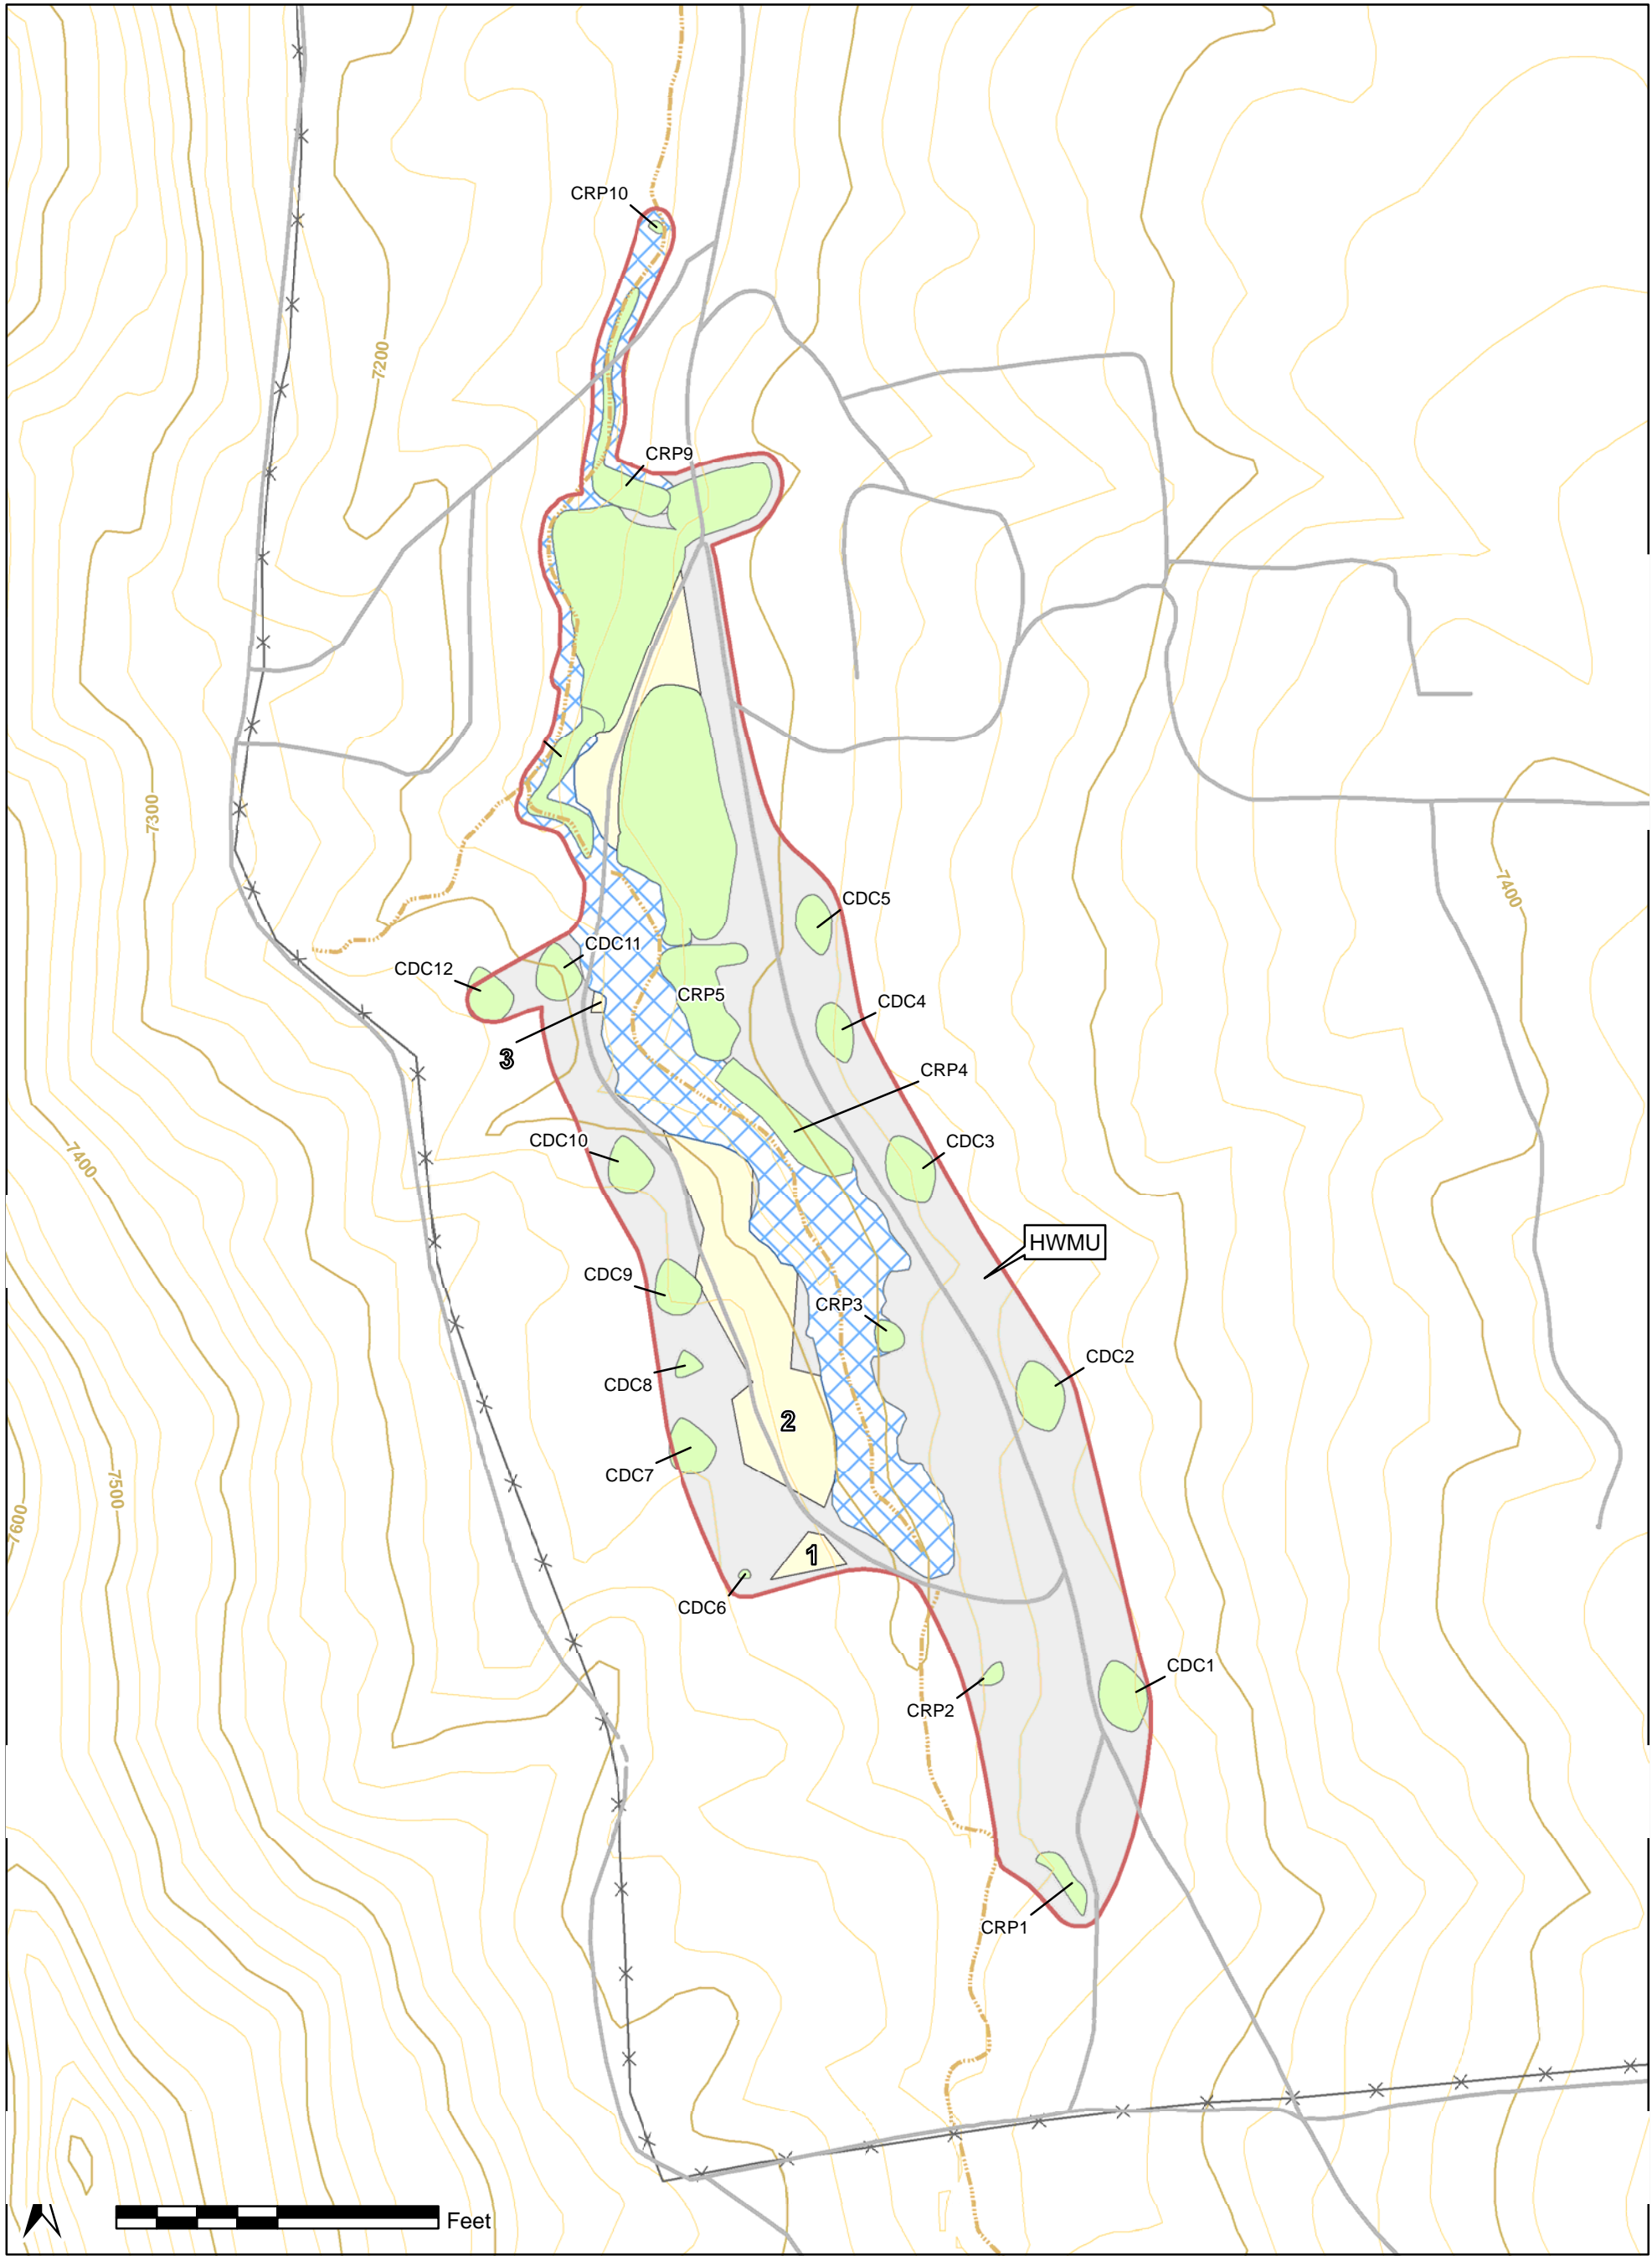 CRP10
7200
CRP9
7300
7400
CDC5
CDC11
CDC12
CRP5
CDC4
3
CRP4
CDC10
CDC3
7400
HWMU
CDC9
CRP3
CDC2
CDC8
2
CDC7
7500
7600
1
CDC6
CDC1
CRP2
CRP1
Feet